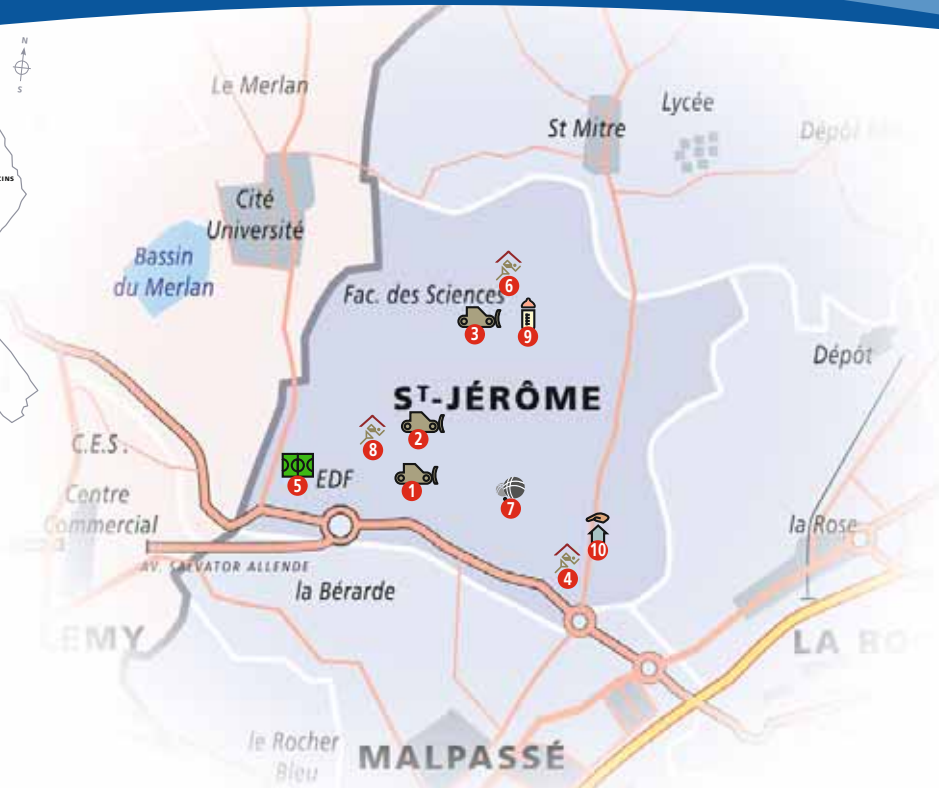 N
S
CINS
Le Merlan
Lycée
St Mitre
Dépôt
Cité
Université
Bassin
du Merlan
6
Fac. des Sciences
3
9
Dépôt
ST-JÉRÔME
2
8
C.E.S.
EDF
5
1
Centre
Commercial
7
la Rose
10
AV. SALVATOR ALLENDE
4
la Bérarde
LEMY
LA RO
le Rocher
Bleu
MALPASSÉ